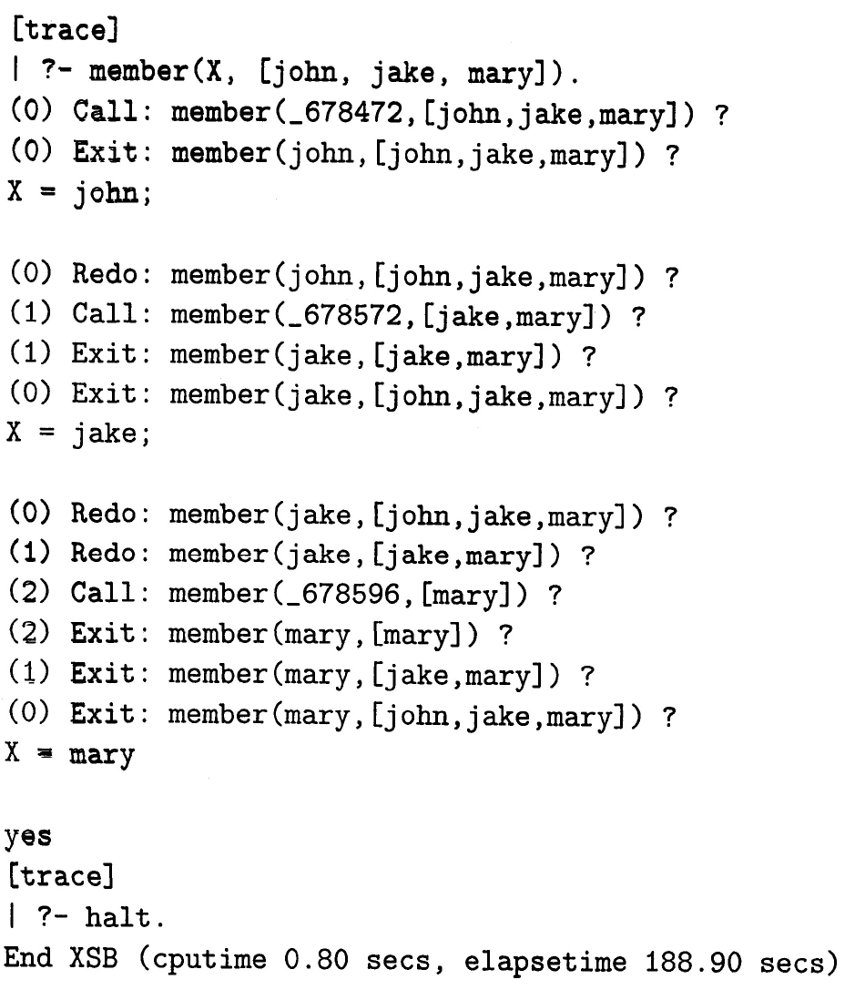 [trace]
| ?- member(X, [john, jake, mary]).
(0) Call: member(_678472,[john,jake,mary]) ?
(0) Exit: member(john,[john,jake,mary]) ?
X = john;

(0) Redo: member(john,[john,jake,mary]) ?
(1) Call: member(_678572,[jake,mary]) ?
(1) Exit: member(jake,[jake,mary]) ?
(0) Exit: member(jake,[john,jake,mary]) ?
X = jake;

(0) Redo: member(jake,[john,jake,mary]) ?
(1) Redo: member(jake,[jake,mary]) ?
(2) Call: member(_678596,[mary]) ?
(2) Exit: member(mary,[mary]) ?
(1) Exit: member(mary,[jake,mary]) ?
(0) Exit: member(mary,[john,jake,mary]) ?
X = mary

yes
[trace]
| ?- halt.
End XSB (cputime 0.80 secs, elapsetime 188.90 secs)